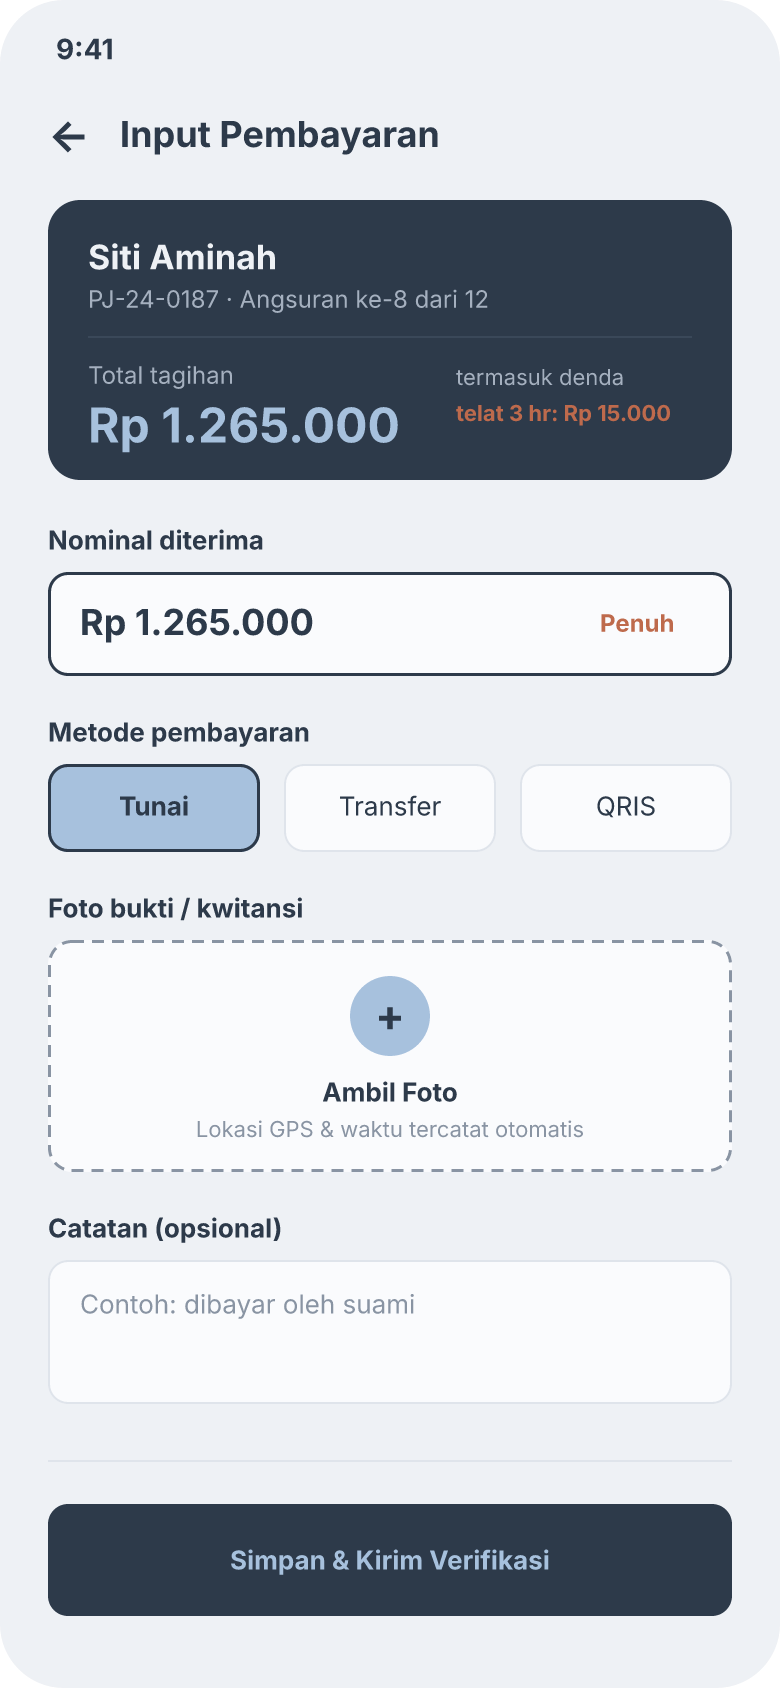 9:41
Input Pembayaran
Siti Aminah
PJ-24-0187 · Angsuran ke-8 dari 12
Total tagihan
Rp 1.265.000
termasuk denda
telat 3 hr: Rp 15.000
Nominal diterima
Rp 1.265.000
Penuh
Metode pembayaran
Tunai
Transfer
QRIS
Foto bukti / kwitansi
+
Ambil Foto
Lokasi GPS & waktu tercatat otomatis
Catatan (opsional)
Contoh: dibayar oleh suami
Simpan & Kirim Verifikasi